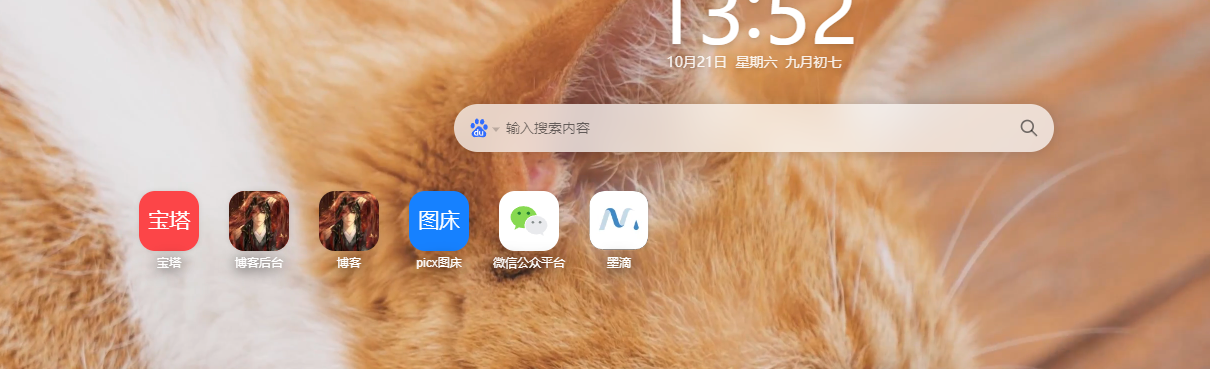 13:52
10月21日 星期六 九月初七
du 输入搜索内容
宝塔 图床
宝塔 博客后台 博客 picx图床 微信公众平台 墨滴